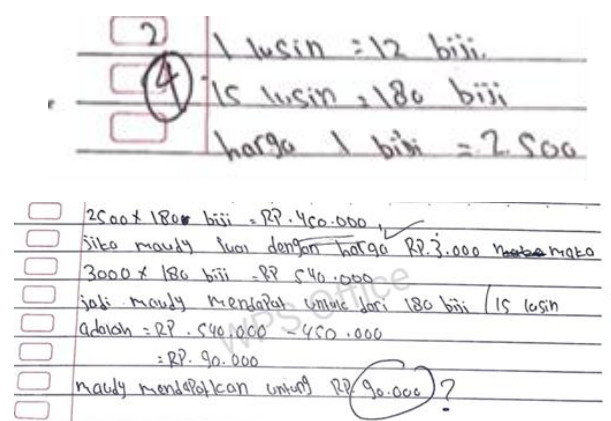 2
1 lusin = 12 biji.
4 15 lusin = 180 biji
harga 1 biji = 2.500
2500 x 180 biji = RP. 450.000
jika maudy jual dengan harga RP. 3.000 maka
3000 x 180 biji = RP 540.000
jadi maudy mendapat untuk dari 180 biji / 15 lusin
adalah = RP. 540.000 - 450.000
= RP. 90.000
maudy mendapatkan untung RP. 90.000 ?
WPS Office